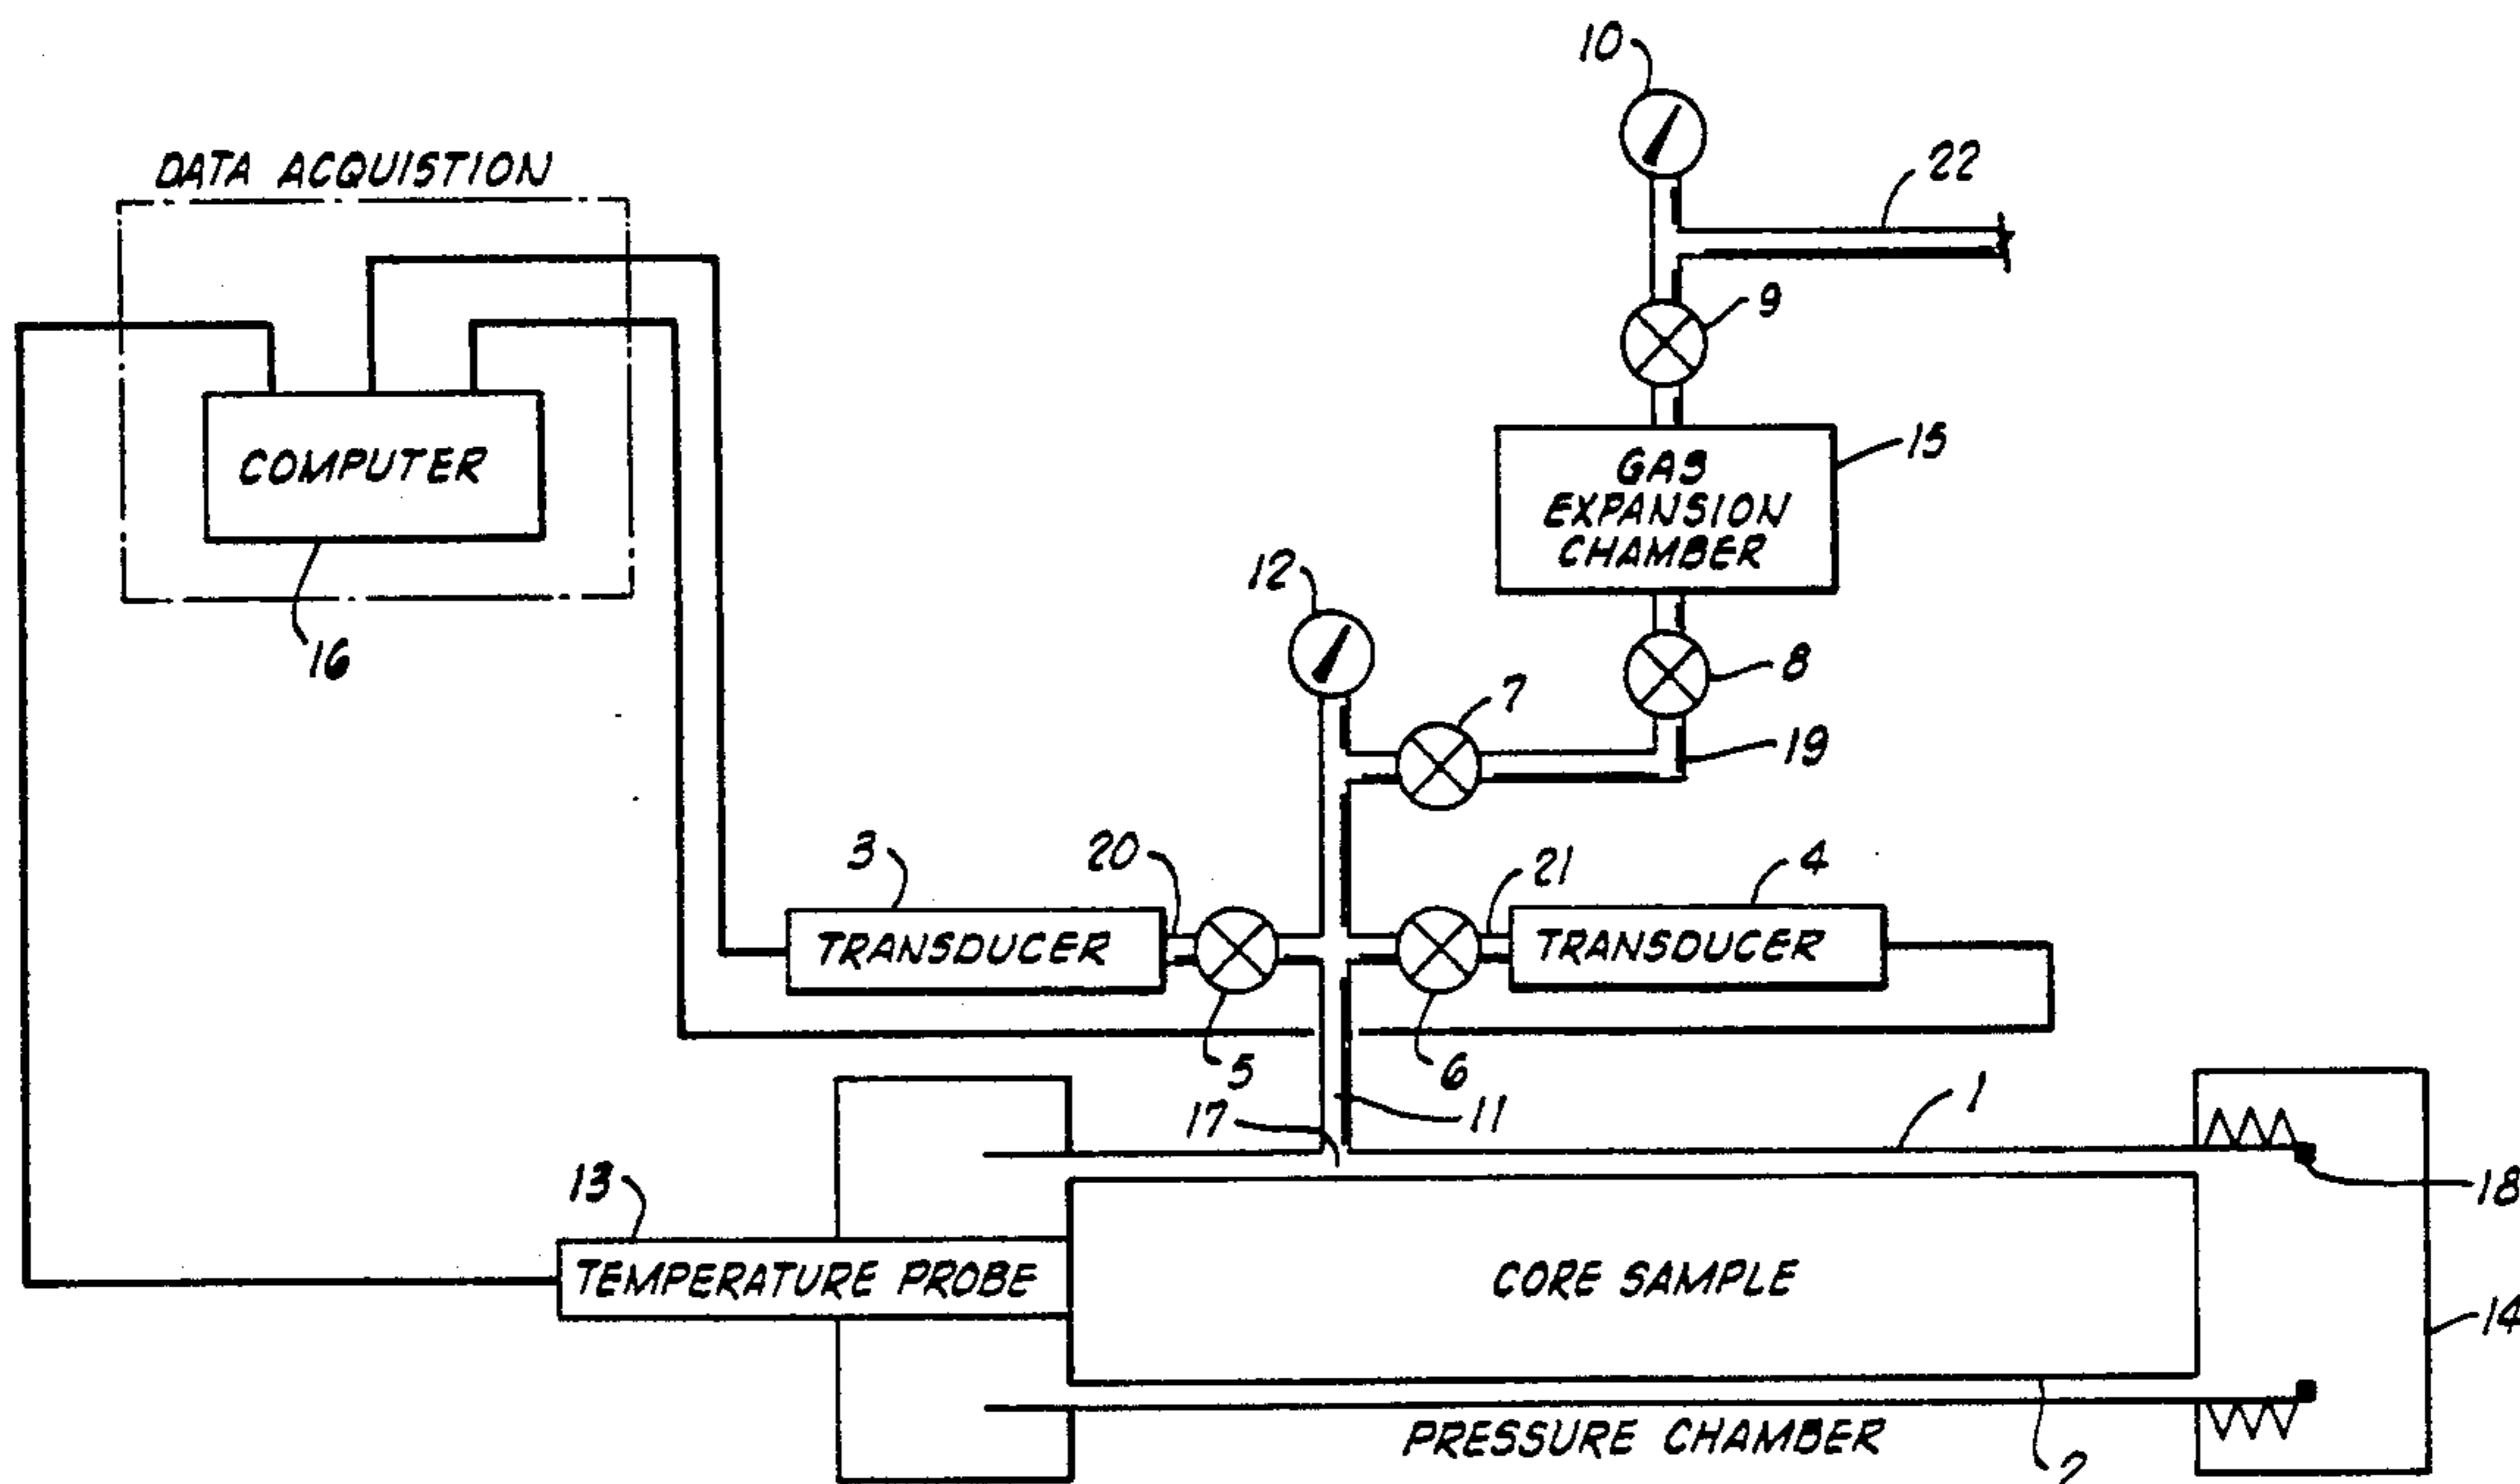 10
DATA ACQUISTION
22
9
15
GAS
EXPANSION
CHAMBER
COMPUTER
12
16
8
7
19
3
20
21
4
TRANSDUCER
TRANSDUCER
5
6
17
11
1
13
18
TEMPERATURE PROBE
CORE SAMPLE
14
PRESSURE CHAMBER
2